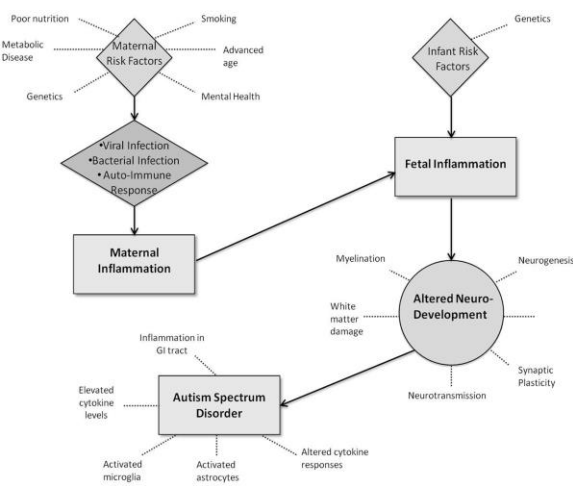 Poor nutrition
Smoking
Metabolic
Disease
Maternal
Risk Factors
Advanced
age
Genetics
Mental Health
•Viral Infection
•Bacterial Infection
• Auto-Immune
Response
Maternal
Inflammation
Genetics
Infant Risk
Factors
Fetal Inflammation
Myelination
Neurogenesis
Altered Neuro-
Development
White
matter
damage
Synaptic
Plasticity
Neurotransmission
Inflammation in
GI tract
Elevated
cytokine
levels
Autism Spectrum
Disorder
Activated
microglia
Activated
astrocytes
Altered cytokine
responses